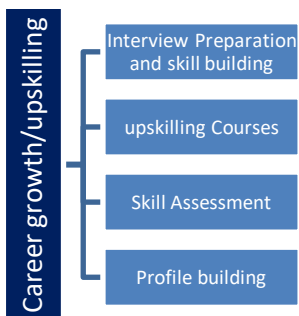 Career growth/upskilling
Interview Preparation
and skill building
upskilling Courses
Skill Assessment
Profile building